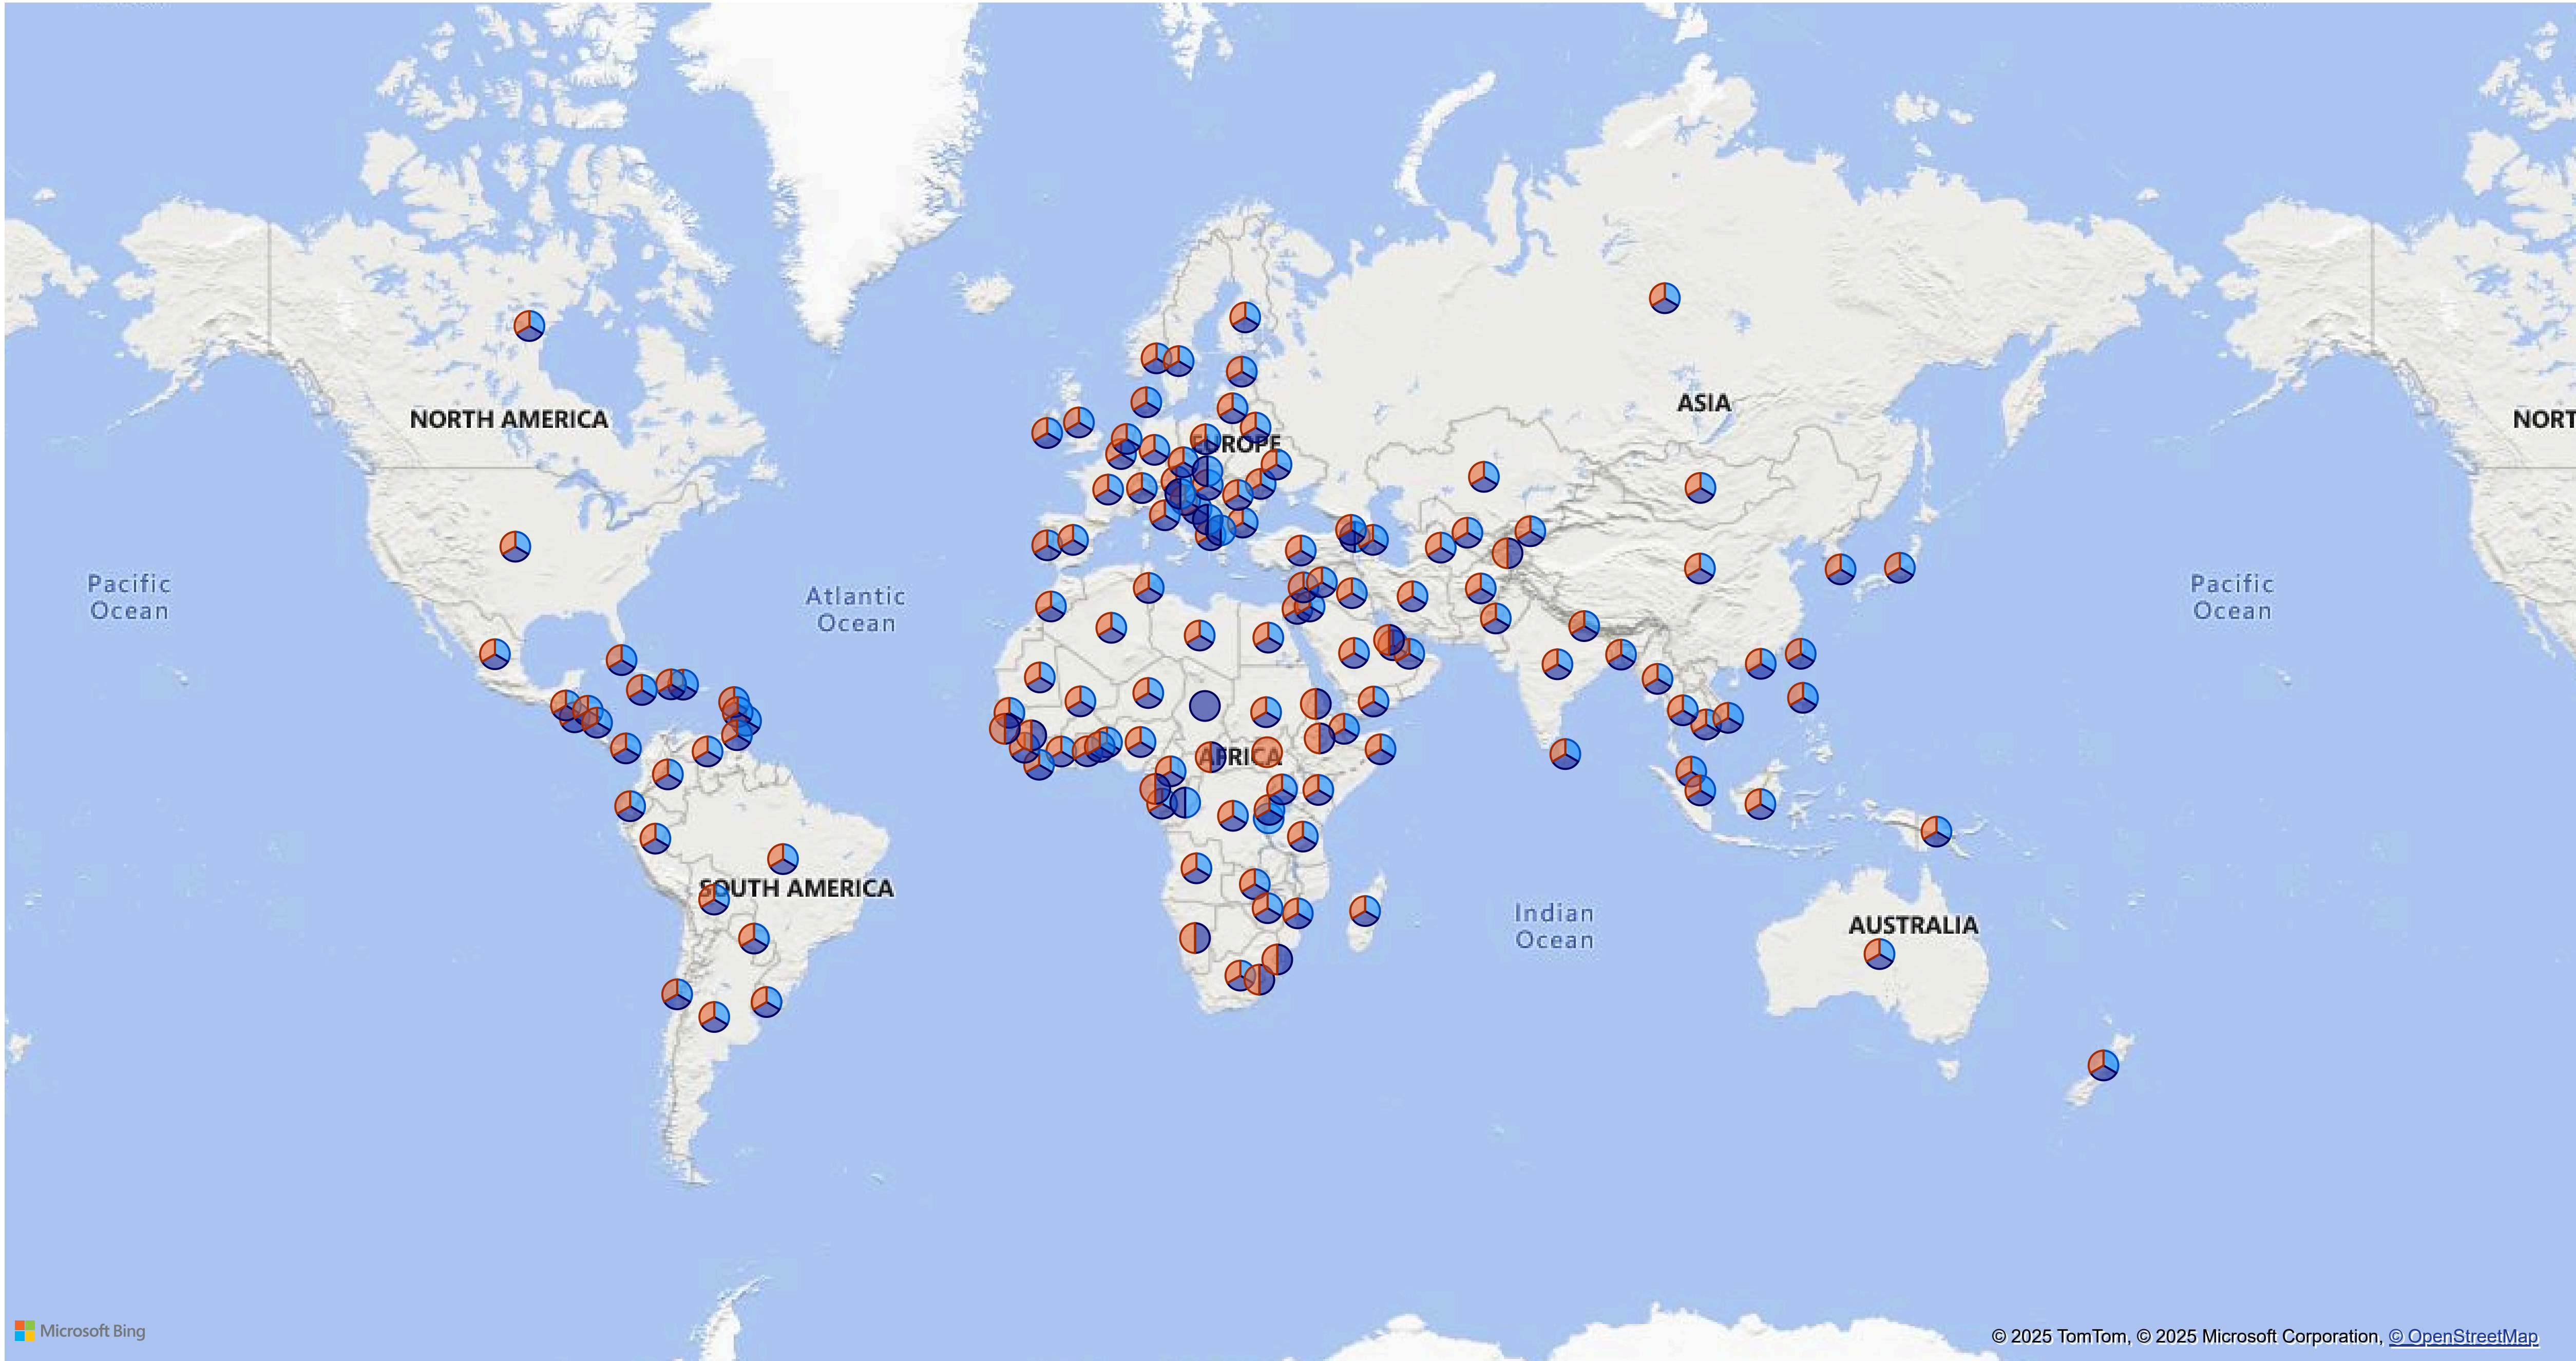 NORTH AMERICA
ASIA
NORT
EUROPE
Pacific
Ocean
Atlantic
Ocean
Pacific
Ocean
AFRICA
SOUTH AMERICA
Indian
Ocean
AUSTRALIA
Microsoft Bing
© 2025 TomTom, © 2025 Microsoft Corporation, © OpenStreetMap